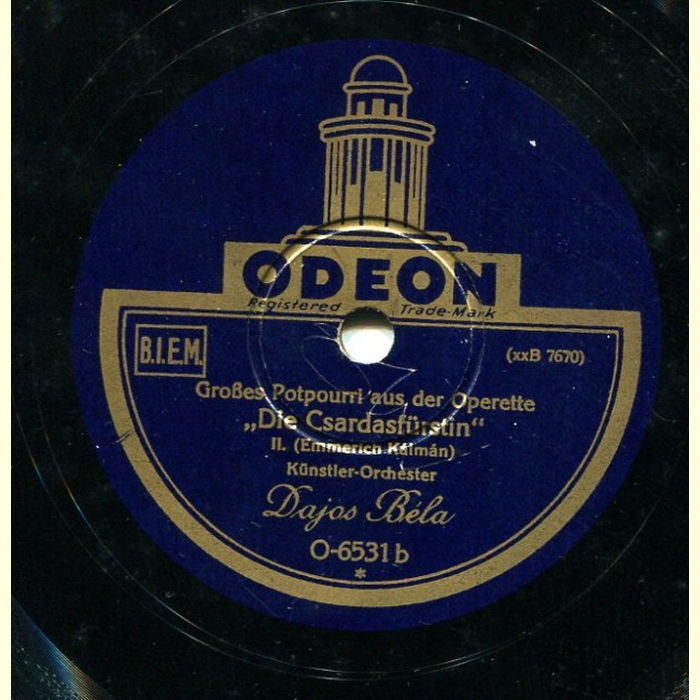 ODEON
Registered Trade-Mark
B.I.E.M.
(xxB 7670)
Großes Potpourri aus der Operette
„Die Csardasfürstin“
II. (Emmerich Kálmán)
Künstler-Orchester
Dajos Béla
O-6531b
*